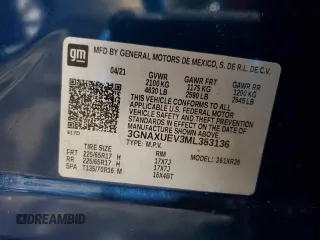 gm
MFD BY GENERAL MOTORS DE MEXICO, S. DE R.L. DE C.V.
04/21 GVWR GAWR FRT GAWR RR
2100 KG 1175 KG 1200 KG
4630 LB 2590 LB 2645 LB
THIS VEHICLE CONFORMS TO ALL APPLICABLE
U.S. FEDERAL MOTOR VEHICLE SAFETY, BUMPER,
AND THEFT PREVENTION STANDARDS IN EFFECT
ON THE DATE OF MANUFACTURE SHOWN ABOVE.
3GNAXUEV3ML383136
TYPE: M.P.V. MODEL:
TIRE SIZE RIM
FRT 225/65R17 H 17X7J
RR 225/65R17 H 17X7J
SPA T135/70R16 M 16X4BT
DREAMBID